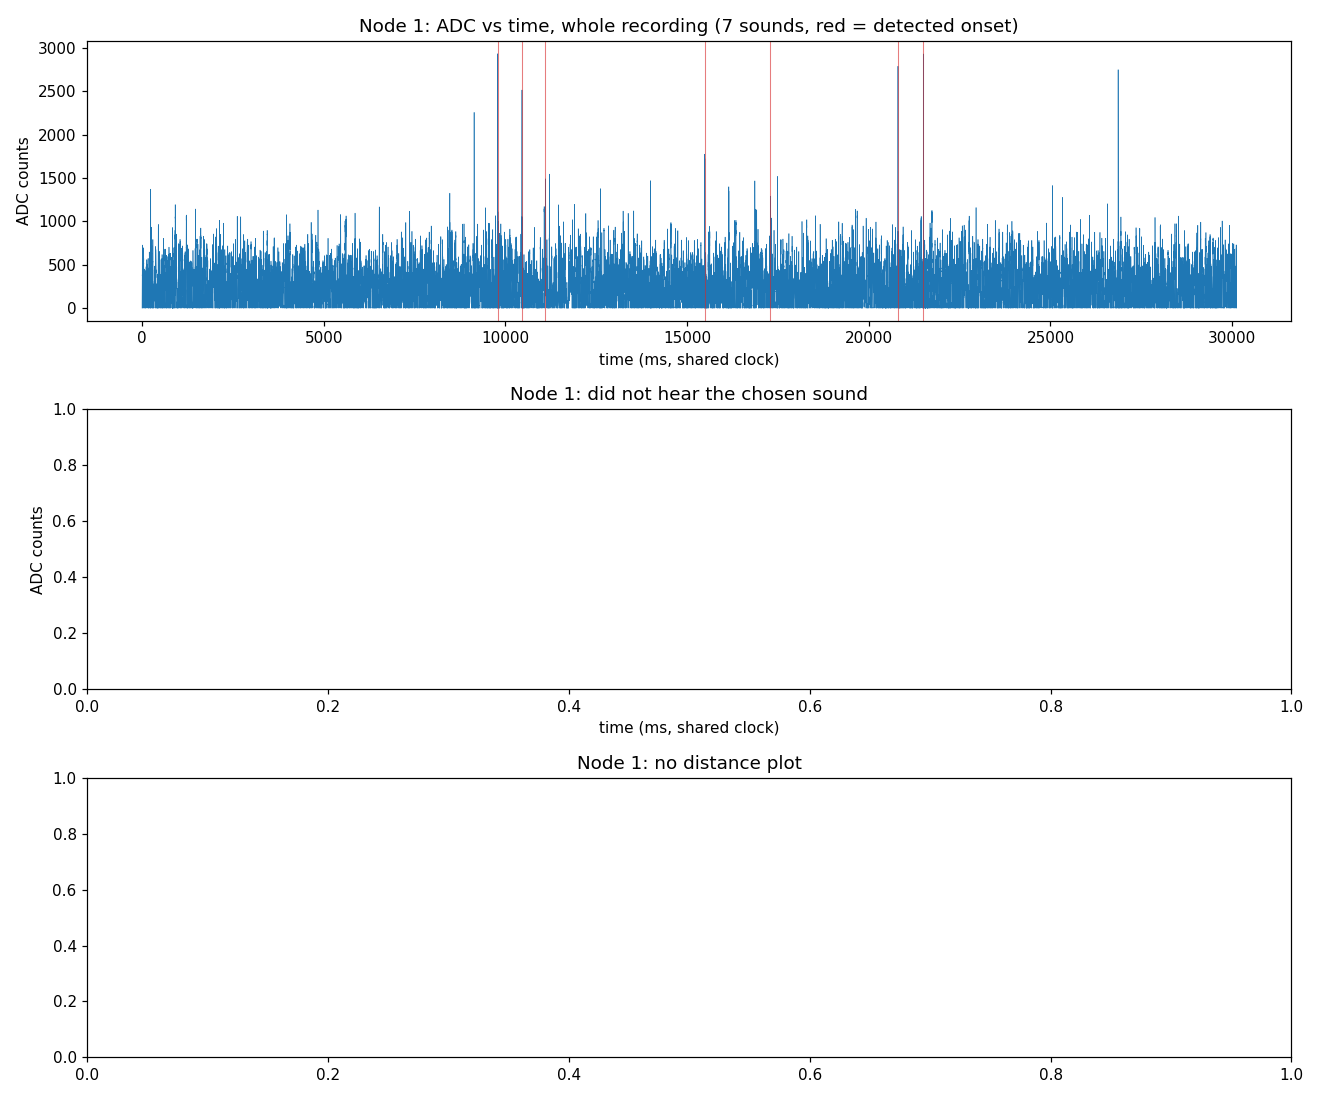 Node 1: ADC vs time, whole recording (7 sounds, red = detected onset)
3000
2500
2000
1500
1000
500
0
ADC counts
0 5000 10000 15000 20000 25000 30000
time (ms, shared clock)
Node 1: did not hear the chosen sound
1.0
0.8
0.6
0.4
0.2
0.0
ADC counts
0.0 0.2 0.4 0.6 0.8 1.0
time (ms, shared clock)
Node 1: no distance plot
1.0
0.8
0.6
0.4
0.2
0.0
0.0 0.2 0.4 0.6 0.8 1.0